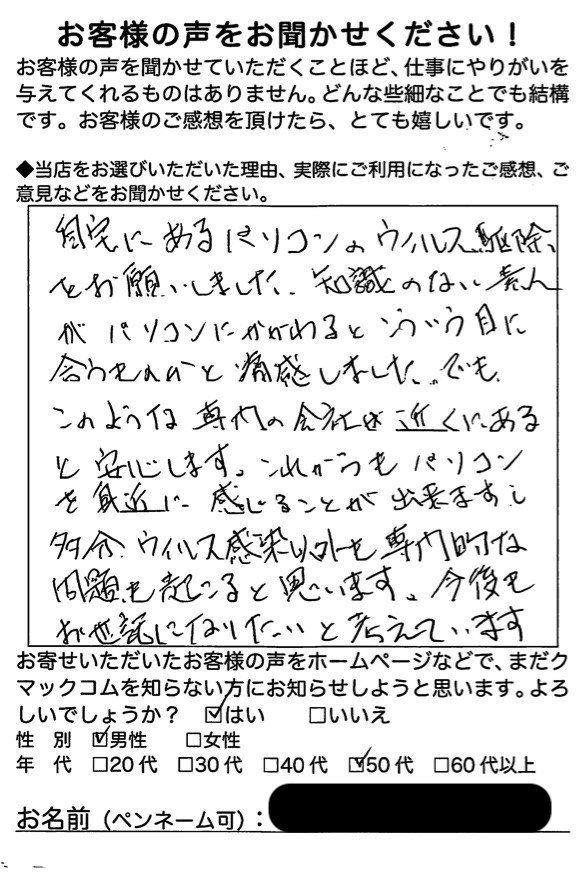 お客様の声をお聞かせください！
お客様の声を聞かせていただくことほど、仕事にやりがいを
与えてくれるものはありません。どんな些細なことでも結構
です。お客様のご感想を頂けたら、とても嬉しいです。
◆当店をお選びいただいた理由、実際にご利用になったご感想、ご
意見などをお聞かせください。
自宅にあるパソコンのウィルス駆除、
をお願いしました、知識のない素人
が パソコンにかかわるとこういう目に
合うものかと痛感しました。でも、
このような専門の会社は近くにある
と安心します。これからもパソコン
を身近に感じることが出来ますし
多分、ウィルス感染以外も専門的な
問題も起こると思います。今後も
お世話になりたいと考えています
お寄せいただいたお客様の声をホームページなどで、まだク
マックコムを知らない方にお知らせしようと思います。よろ
しいでしょうか？ ☑はい □いいえ
性 別 ☑男性 □女性
年 代 □20代 □30代 □40代 ☑50代 □60代以上
お名前（ペンネーム可）：